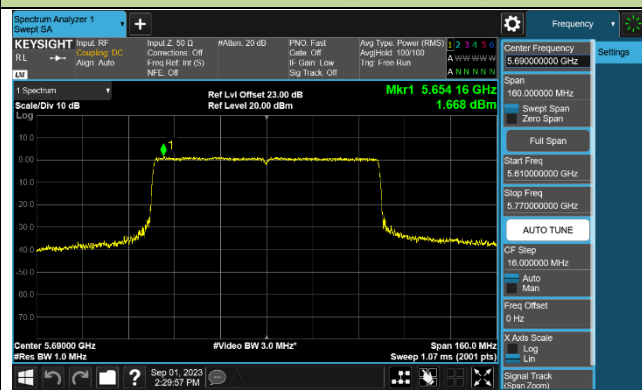 Spectrum Analyzer 1
Swept SA
Frequency
KEYSIGHT
RL
LXI
Input: RF
Coupling: DC
Align: Auto
Input Z: 50 Ω
Corrections: Off
Freq Ref: Int (S)
NFE: Off
#Atten: 20 dB
PNO: Fast
Gate: Off
IF Gain: Low
Sig Track: Off
Avg Type: Power (RMS)
Avg|Hold: 100/100
Trig: Free Run
1 2 3 4 5 6
A W W W W W
A N N N N N
1 Spectrum
Scale/Div 10 dB
Log
Ref Lvl Offset 23.00 dB
Ref Level 20.00 dBm
Mkr1 5.654 16 GHz
1.668 dBm
1
10.0
0.00
-10.0
-20.0
-30.0
-40.0
-50.0
-60.0
-70.0
Center 5.69000 GHz
#Res BW 1.0 MHz
#Video BW 3.0 MHz*
Span 160.0 MHz
Sweep 1.07 ms (2001 pts)
Sep 01, 2023
2:29:57 PM
Center Frequency
5.690000000 GHz
Settings
Span
160.000000 MHz
Swept Span
Zero Span
Full Span
Start Freq
5.610000000 GHz
Stop Freq
5.770000000 GHz
AUTO TUNE
CF Step
16.000000 MHz
Auto
Man
Freq Offset
0 Hz
X Axis Scale
Log
Lin
Signal Track
(Span Zoom)